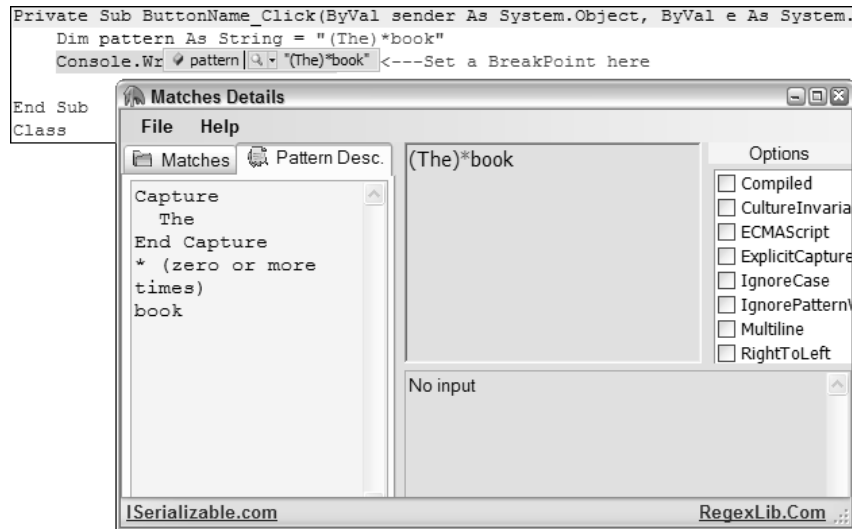 Private Sub ButtonName_Click(ByVal sender As System.Object, ByVal e As System.
Dim pattern As String = "(The)*book"
Console.Wr pattern "(The)*book" <---Set a BreakPoint here
End Sub
Class
Matches Details
File Help
Matches Pattern Desc.
Capture
The
End Capture
* (zero or more
times)
book
(The)*book
Options
Compiled
CultureInvaria
ECMAScript
ExplicitCapture
IgnoreCase
IgnorePatternW
Multiline
RightToLeft
No input
ISerializable.com
RegexLib.Com